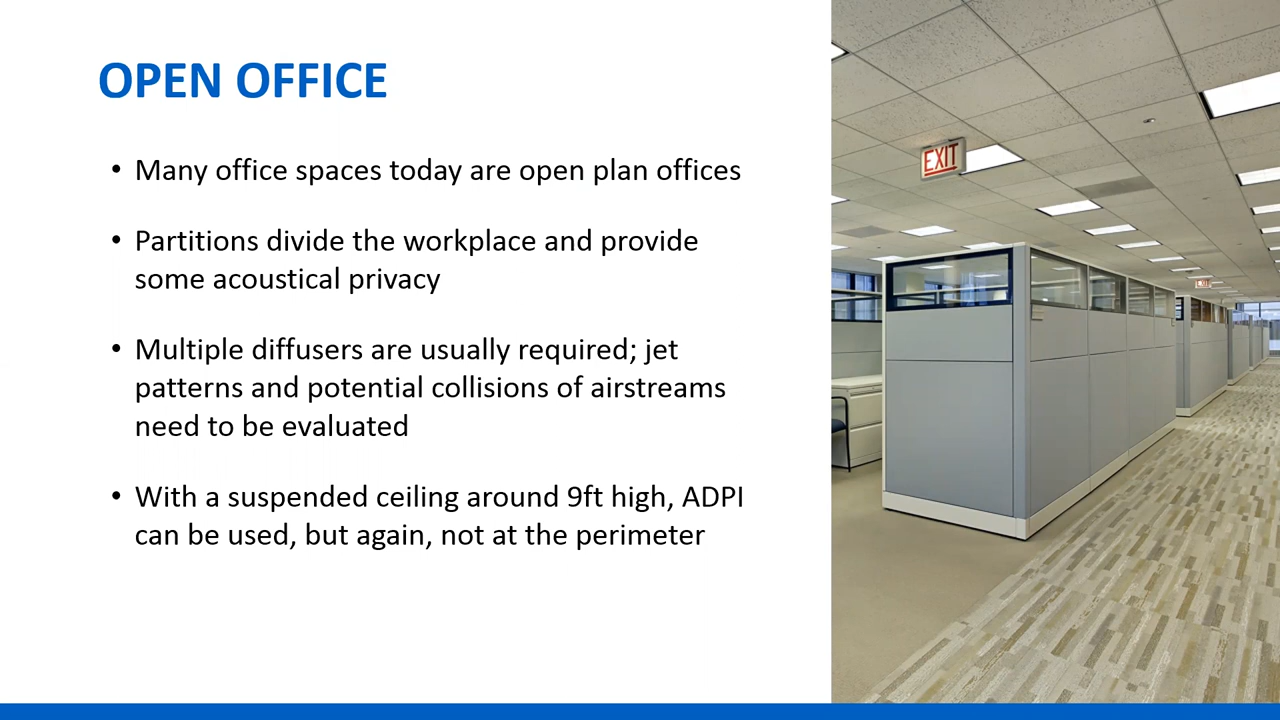 OPEN OFFICE
• Many office spaces today are open plan offices
• Partitions divide the workplace and provide
some acoustical privacy
• Multiple diffusers are usually required; jet
patterns and potential collisions of airstreams
need to be evaluated
• With a suspended ceiling around 9ft high, ADPI
can be used, but again, not at the perimeter
EXIT
EXIT